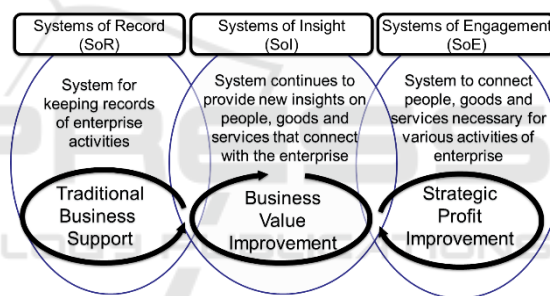 Systems of Record
(SoR)
Systems of Insight
(SoI)
Systems of Engagement
(SoE)
System for
keeping records
of enterprise
activities
System continues to
provide new insights on
people, goods and
services that connect
with the enterprise
System to connect
people, goods and
services necessary for
various activities of
enterprise
Traditional
Business
Support
Business
Value
Improvement
Strategic
Profit
Improvement